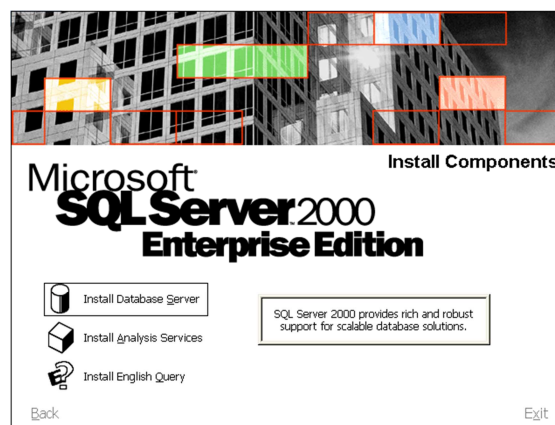 Install Components
Microsoft®
SQL Server 2000
Enterprise Edition
Install Database Server
SQL Server 2000 provides rich and robust
support for scalable database solutions.
Install Analysis Services
Install English Query
Back
Exit